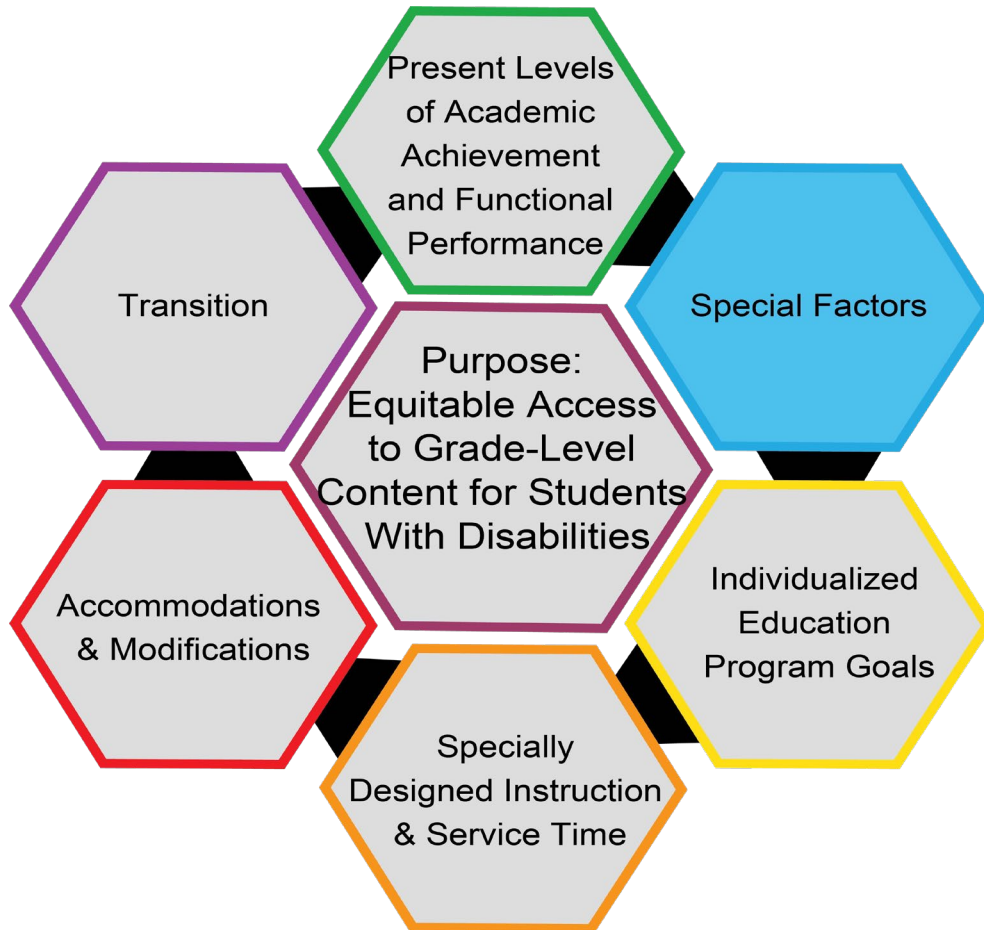 Present Levels
of Academic
Achievement
and Functional
Performance
Transition
Special Factors
Purpose:
Equitable Access
to Grade-Level
Content for Students
With Disabilities
Accommodations
& Modifications
Individualized
Education
Program Goals
Specially
Designed Instruction
& Service Time